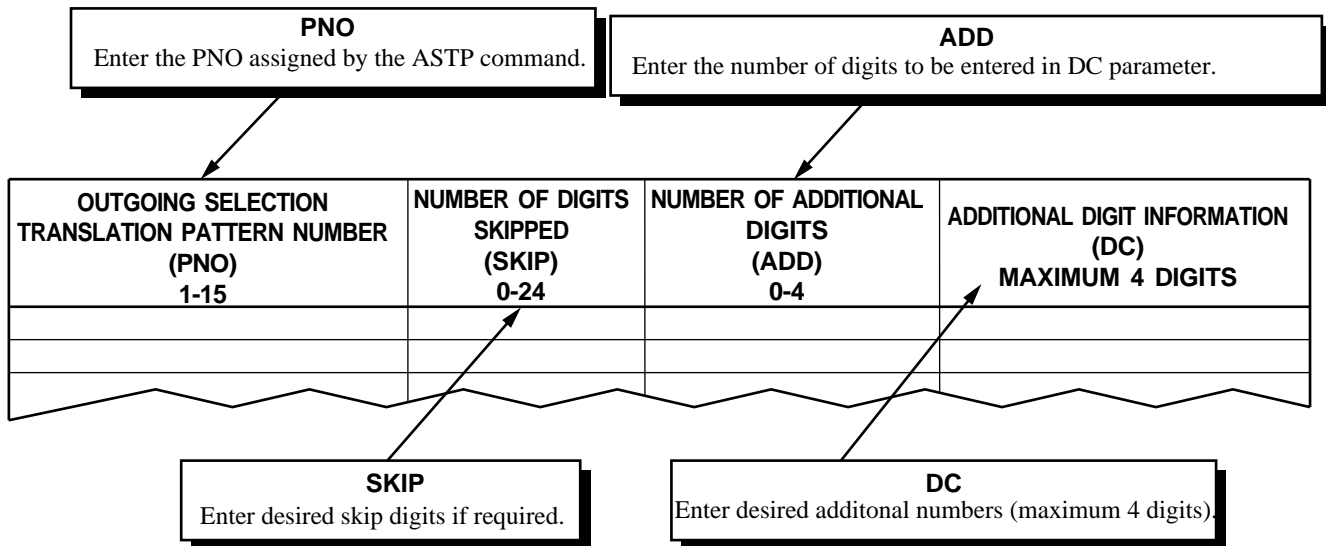 PNO
Enter the PNO assigned by the ASTP command.
ADD
Enter the number of digits to be entered in DC parameter.
OUTGOING SELECTION
TRANSLATION PATTERN NUMBER
(PNO)
1-15
NUMBER OF DIGITS
SKIPPED
(SKIP)
0-24
NUMBER OF ADDITIONAL
DIGITS
(ADD)
0-4
ADDITIONAL DIGIT INFORMATION
(DC)
MAXIMUM 4 DIGITS
SKIP
Enter desired skip digits if required.
DC
Enter desired additonal numbers (maximum 4 digits).